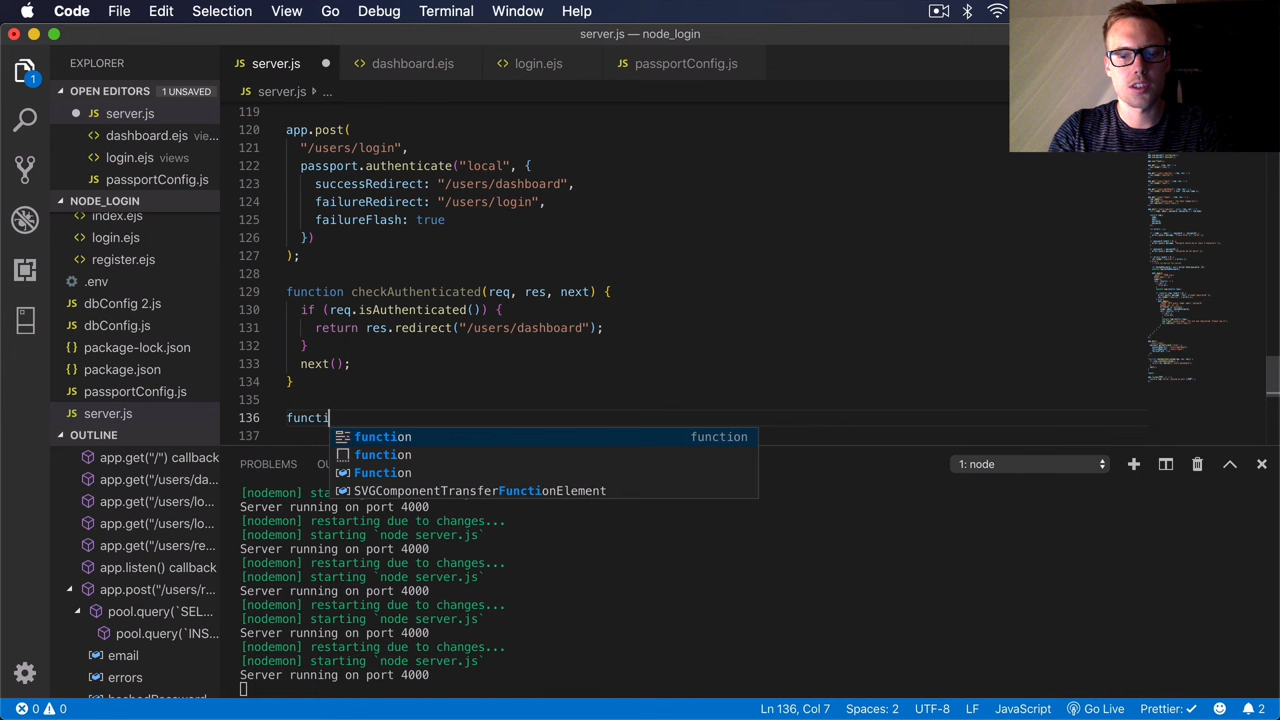 Code File Edit Selection View Go Debug Terminal Window Help
server.js — node_login
EXPLORER
server.js
dashboard.ejs
login.ejs
passportConfig.js
OPEN EDITORS 1 UNSAVED
server.js
dashboard.ejs vie...
login.ejs views
passportConfig.js
NODE_LOGIN
index.ejs
login.ejs
register.ejs
.env
dbConfig 2.js
dbConfig.js
package-lock.json
package.json
passportConfig.js
server.js
OUTLINE
app.get("/") callback
app.get("/users/da...
app.get("/users/lo...
app.get("/users/lo...
app.get("/users/re...
app.listen() callback
app.post("/users/r...
pool.query(`SEL...
pool.query(`INS...
email
errors
server.js > ...
119
120 app.post(
121 "/users/login",
122 passport.authenticate("local", {
123 successRedirect: "/users/dashboard",
124 failureRedirect: "/users/login",
125 failureFlash: true
126 })
127 );
128
129 function checkAuthenticated(req, res, next) {
130 if (req.isAuthenticated()) {
131 return res.redirect("/users/dashboard");
132 }
133 next();
134 }
135
136 functi
137
function function
function
Function
SVGComponentTransferFunctionElement
PROBLEMS OU
1: node
[nodemon] sta
Server running on port 4000
[nodemon] restarting due to changes...
[nodemon] starting `node server.js`
Server running on port 4000
[nodemon] restarting due to changes...
[nodemon] starting `node server.js`
Server running on port 4000
[nodemon] restarting due to changes...
[nodemon] starting `node server.js`
Server running on port 4000
[nodemon] restarting due to changes...
[nodemon] starting `node server.js`
Server running on port 4000
0 0
Ln 136, Col 7 Spaces: 2 UTF-8 LF JavaScript Go Live Prettier: ✓ 2